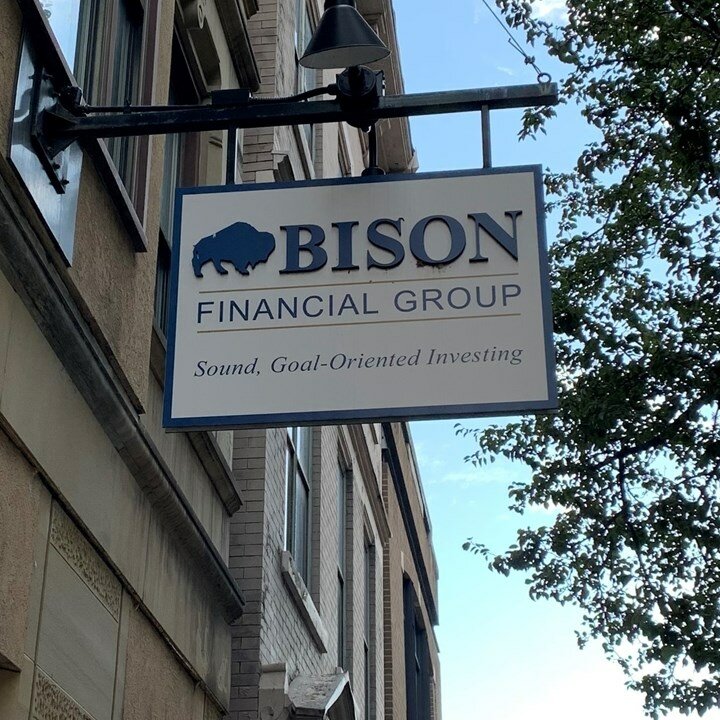 BISON
FINANCIAL GROUP
Sound, Goal-Oriented Investing